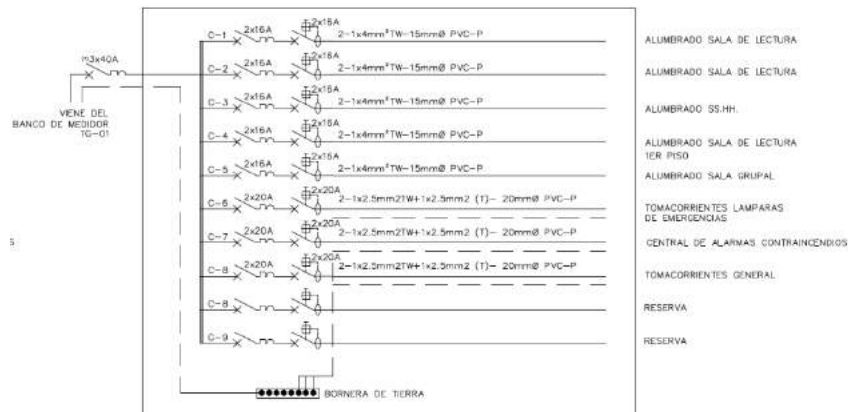 C-1 2x16A 2x16A 2-1x4mm²TW-15mmØ PVC-P ALUMBRADO SALA DE LECTURA
C-2 2x16A 2x16A 2-1x4mm²TW-15mmØ PVC-P ALUMBRADO SALA DE LECTURA
3x40A
VIENE DEL
BANCO DE MEDIDOR
TG-01
C-3 2x16A 2x16A 2-1x4mm²TW-15mmØ PVC-P ALUMBRADO SS.HH.
C-4 2x16A 2x16A 2-1x4mm²TW-15mmØ PVC-P ALUMBRADO SALA DE LECTURA
1ER PISO
C-5 2x16A 2x16A 2-1x4mm²TW-15mmØ PVC-P ALUMBRADO SALA GRUPAL
C-6 2x20A 2x20A 2-1x2.5mm2TW+1x2.5mm2 (T)- 20mmØ PVC-P TOMACORRIENTES LAMPARAS
DE EMERGENCIAS
S
C-7 2x20A 2x20A 2-1x2.5mm2TW+1x2.5mm2 (T)- 20mmØ PVC-P CENTRAL DE ALARMAS CONTRAINCENDIOS
C-8 2x20A 2x20A 2-1x2.5mm2TW+1x2.5mm2 (T)- 20mmØ PVC-P TOMACORRIENTES GENERAL
C-8 RESERVA
C-9 RESERVA
BORNERA DE TIERRA